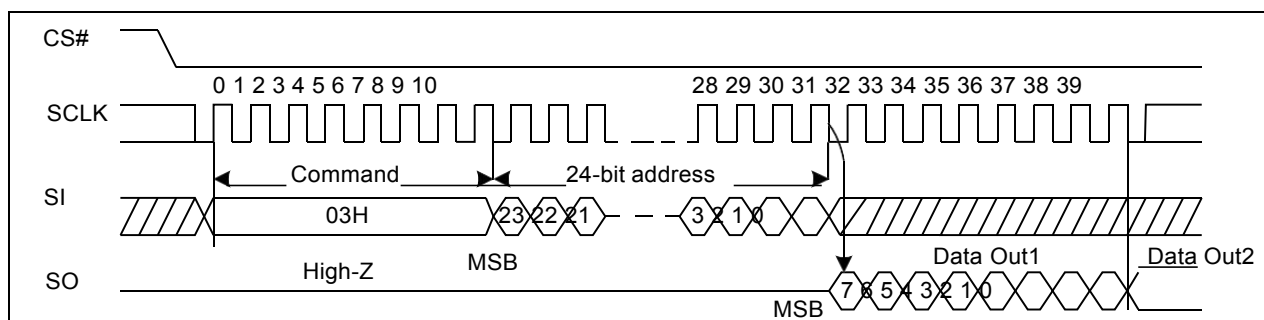 CS#
0 1 2 3 4 5 6 7 8 9 10 28 29 30 31 32 33 34 35 36 37 38 39
SCLK
Command 24-bit address
SI
03H 23 22 21 3 2 1 0
High-Z MSB Data Out1 Data Out2
SO
7 6 5 4 3 2 1 0
MSB